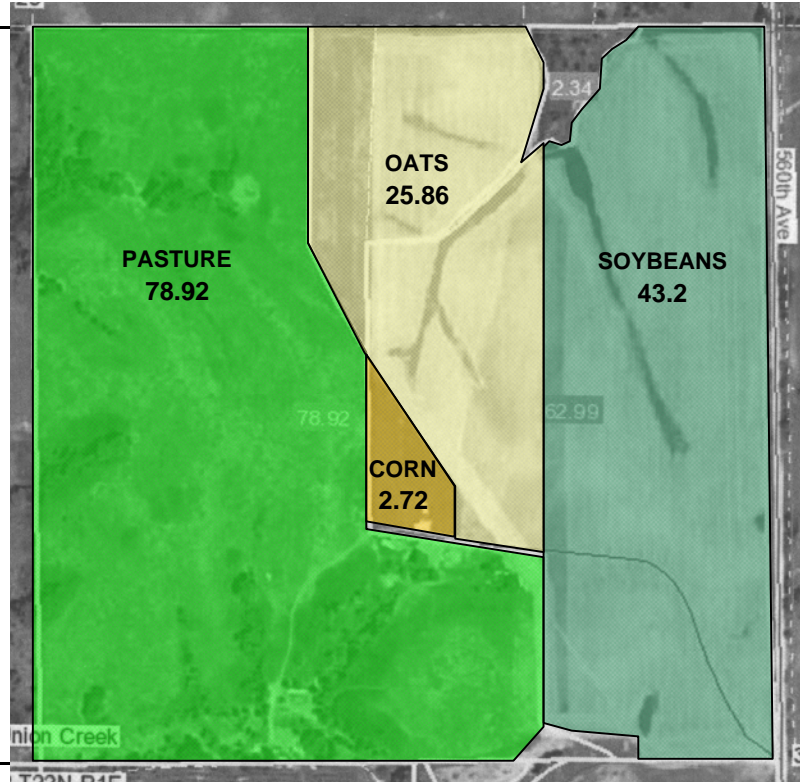 2.34
OATS
25.86
560th Ave
PASTURE
78.92
SOYBEANS
43.2
78.92
62.99
CORN
2.72
nion Creek